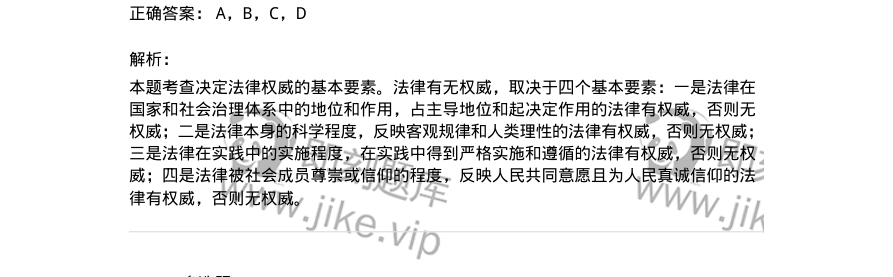 正确答案： A，B，C，D
解析：
本题考查决定法律权威的基本要素。法律有无权威，取决于四个基本要素：一是法律在
国家和社会治理体系中的地位和作用，占主导地位和起决定作用的法律有权威，否则无
权威；二是法律本身的科学程度，反映客观规律和人类理性的法律有权威，否则无权威；
三是法律在实践中的实施程度，在实践中得到严格实施和遵循的法律有权威，否则无权
威；四是法律被社会成员尊崇或信仰的程度，反映人民共同意愿且为人民真诚信仰的法
律有权威，否则无权威。
即刻题库
www.jike.vip
即刻
www.jik